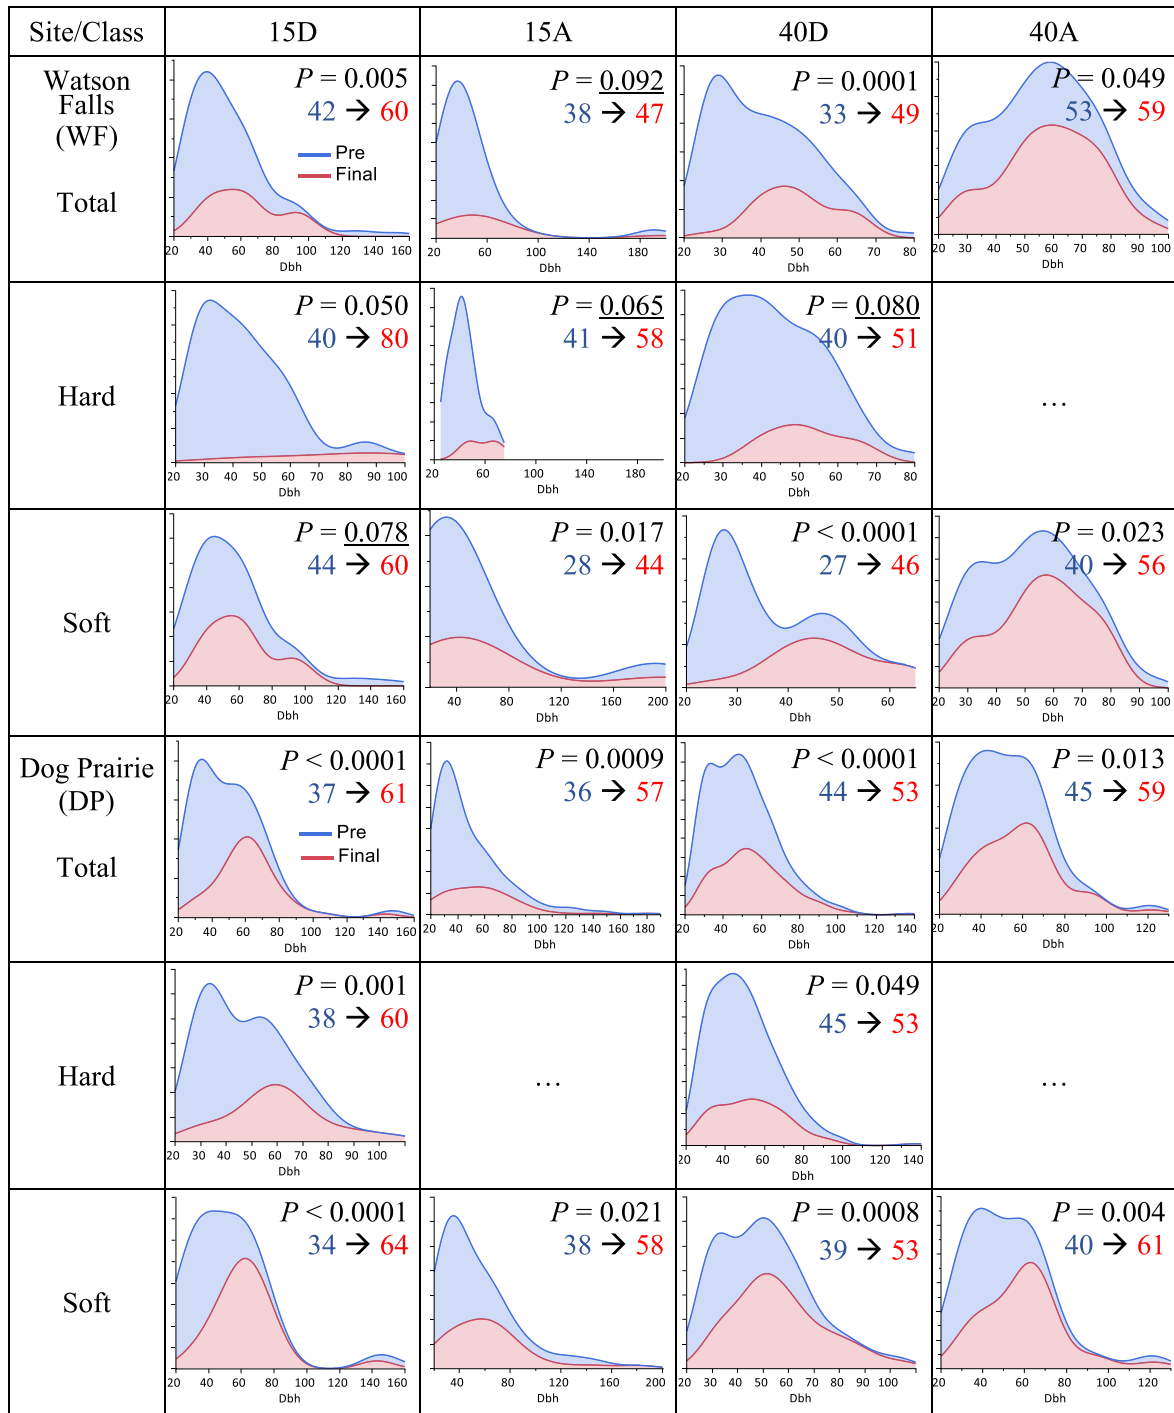 Site/Class 15D 15A 40D 40A
Watson
Falls
(WF)
Total
P = 0.005
42 → 60
Pre
Final
20 40 60 80 100 120 140 160
Dbh
P = 0.092
38 → 47
20 60 100 140 180
Dbh
P = 0.0001
33 → 49
20 30 40 50 60 70 80
Dbh
P = 0.049
53 → 59
20 30 40 50 60 70 80 90 100
Dbh
Hard
P = 0.050
40 → 80
20 30 40 50 60 70 80 90 100
Dbh
P = 0.065
41 → 58
20 60 100 140 180
Dbh
P = 0.080
40 → 51
20 30 40 50 60 70 80
Dbh
…
Soft
P = 0.078
44 → 60
20 40 60 80 100 120 140 160
Dbh
P = 0.017
28 → 44
40 80 120 160 200
Dbh
P < 0.0001
27 → 46
20 30 40 50 60
Dbh
P = 0.023
40 → 56
20 30 40 50 60 70 80 90 100
Dbh
Dog Prairie
(DP)
Total
P < 0.0001
37 → 61
Pre
Final
20 40 60 80 100 120 140 160
Dbh
P = 0.0009
36 → 57
20 40 60 80 100 120 140 160 180
Dbh
P < 0.0001
44 → 53
20 40 60 80 100 120 140
Dbh
P = 0.013
45 → 59
20 40 60 80 100 120
Dbh
Hard
P = 0.001
38 → 60
20 30 40 50 60 70 80 90 100
Dbh
…
P = 0.049
45 → 53
20 40 60 80 100 120 140
Dbh
…
Soft
P < 0.0001
34 → 64
20 40 60 80 100 120 140 160
Dbh
P = 0.021
38 → 58
40 80 120 160 200
Dbh
P = 0.0008
39 → 53
20 30 40 50 60 70 80 90 100
Dbh
P = 0.004
40 → 61
20 40 60 80 100 120
Dbh